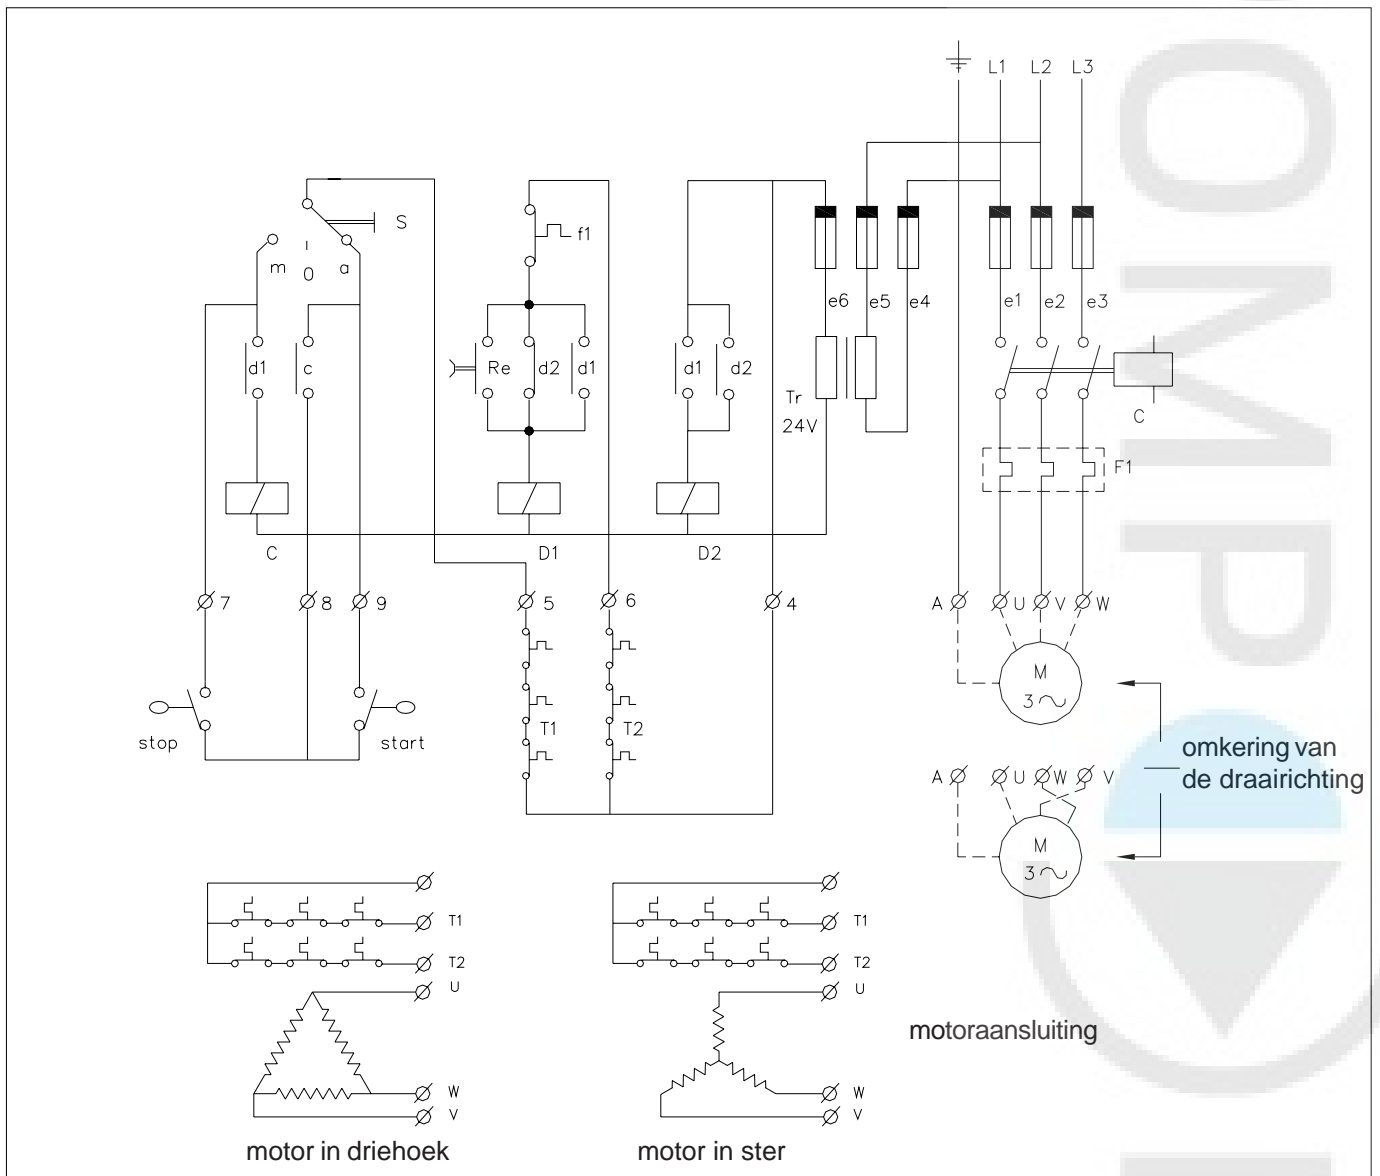 L1 L2 L3
S
m 0 a
f1
e6 e5 e4 e1 e2 e3
d1 c Re d2 d1 d1 d2
Tr
24V
C
F1
C D1 D2
7 8 9 5 6 4 A U V W
M
3
T1 T2
stop start
omkering van
de draairichting
A U W V
M
3
T1 T1
T2 T2
U U
motoraansluiting
W W
V V
motor in driehoek motor in ster
OMP